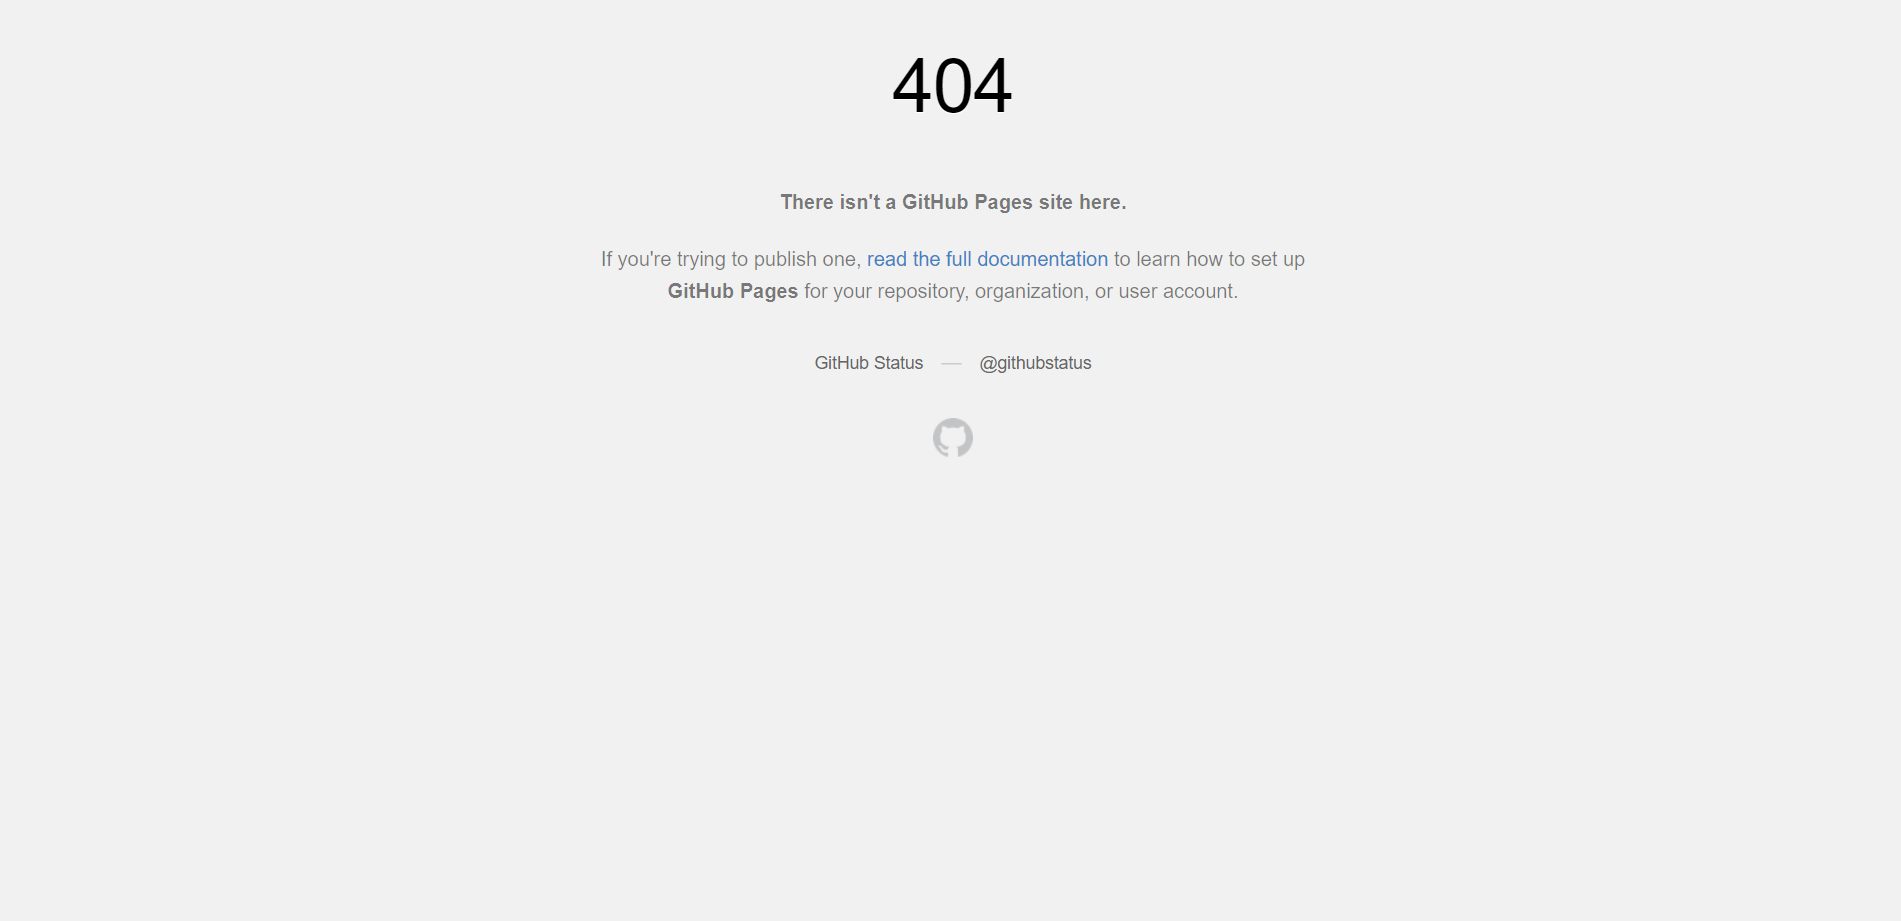 404
There isn't a GitHub Pages site here.
If you're trying to publish one, read the full documentation to learn how to set up
GitHub Pages for your repository, organization, or user account.
GitHub Status — @githubstatus